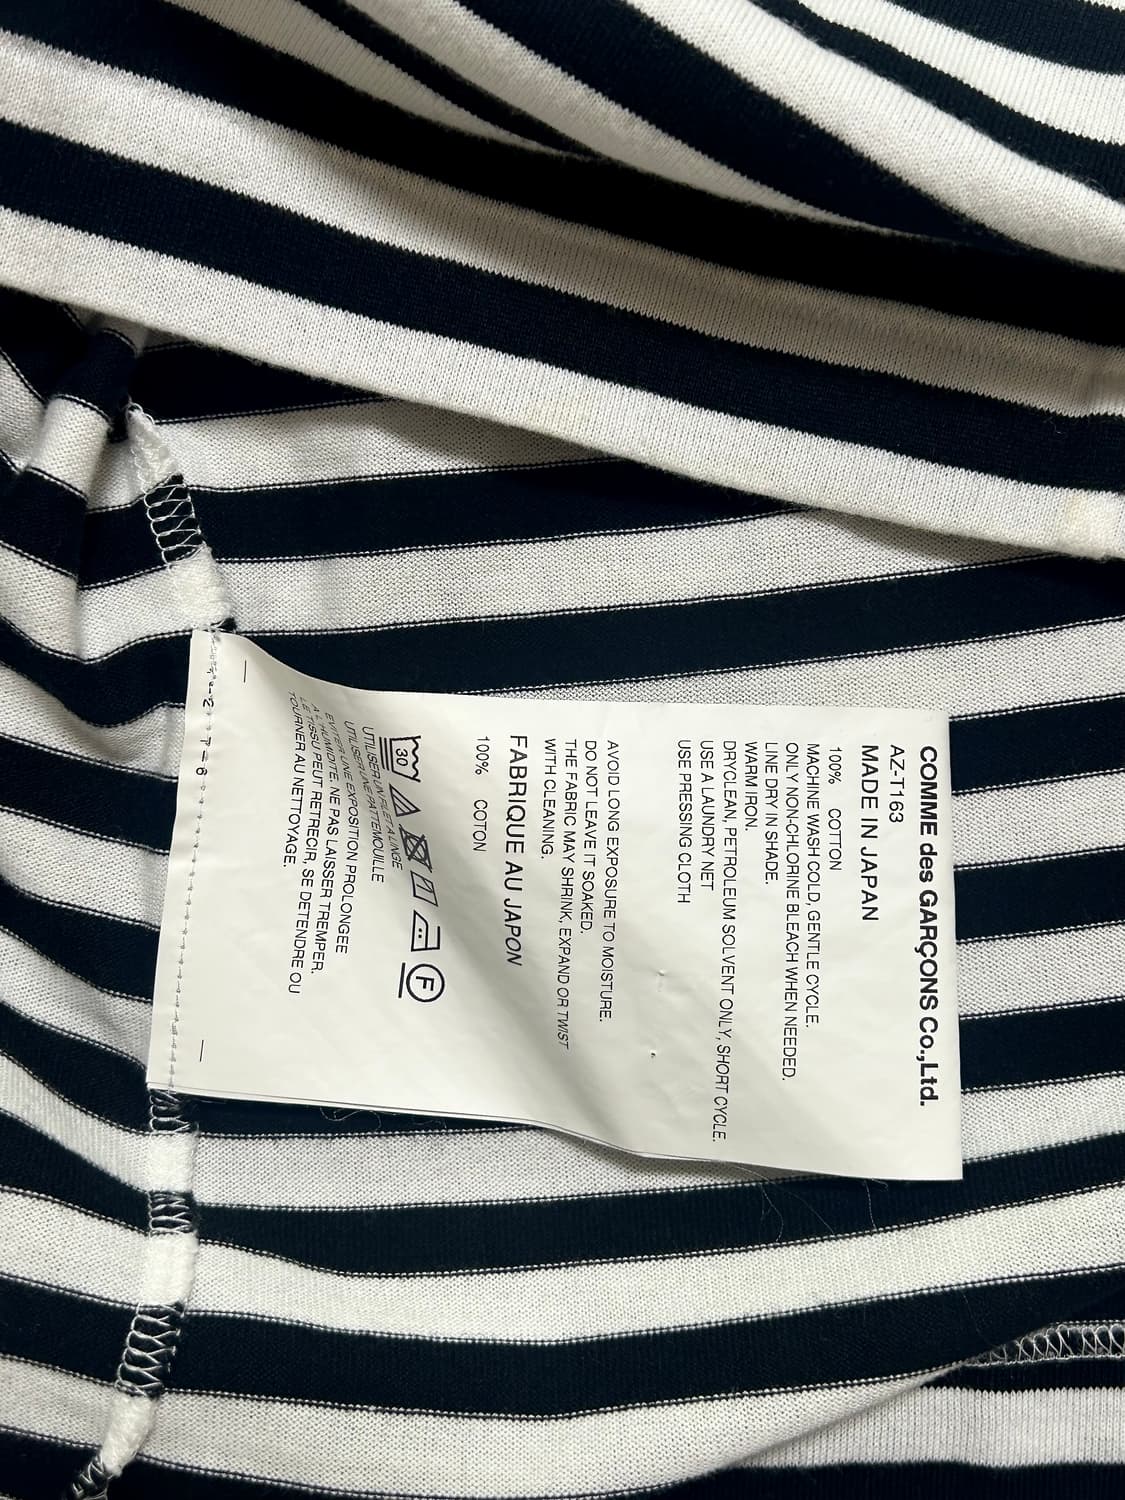 COMME des GARÇONS Co.,Ltd.
AZ-T163
MADE IN JAPAN
100% COTTON
MACHINE WASH COLD, GENTLE CYCLE.
ONLY NON-CHLORINE BLEACH WHEN NEEDED.
LINE DRY IN SHADE.
WARM IRON.
DRYCLEAN, PETROLEUM SOLVENT ONLY, SHORT CYCLE.
USE A LAUNDRY NET
USE PRESSING CLOTH
AVOID LONG EXPOSURE TO MOISTURE.
DO NOT LEAVE IT SOAKED.
THE FABRIC MAY SHRINK, EXPAND OR TWIST
WITH CLEANING.
FABRIQUE AU JAPON
100% COTON
30 F
UTILISER UN FILET A LINGE
UTILISER UNE PATTEMOUILLE
EVITER UNE EXPOSITION PROLONGEE
A L'HUMIDITE. NE PAS LAISSER TREMPER.
LE TISSU PEUT RETRECIR, SE DETENDRE OU
TOURNER AU NETTOYAGE.